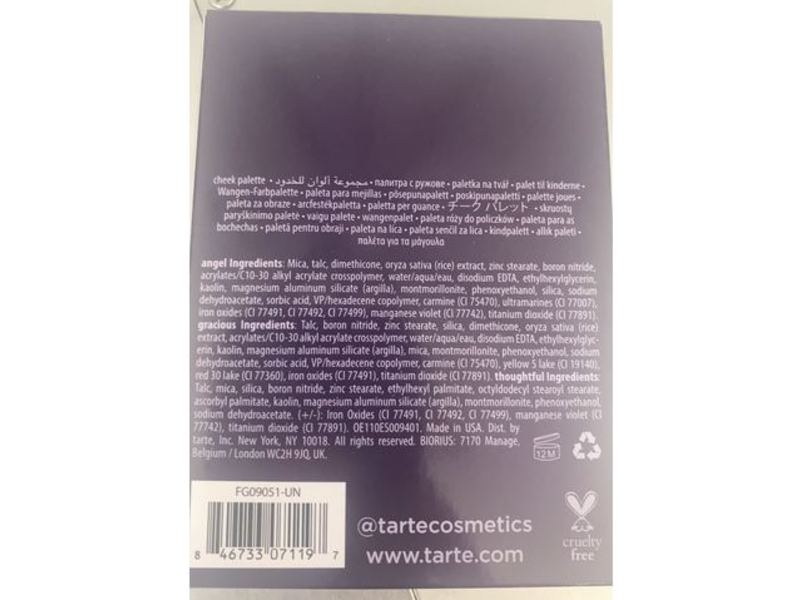 cheek palette • مجموعة ألوان للخدود • палитра с ружове • paletka na tvář • palet til kinderne •
Wangen-Farbpalette • paleta para mejillas • pösepunapalett • poskipunapaletti • palette joues •
paleta za obraze • arcfestékpaletta • paletta per guance • チーク パレット • skruostų
paryškinimo paletė • vaigu palete • wangenpalet • paleta róży do policzków • paleta para as
bochechas • paletă pentru obraji • paleta na líca • paleta senčil za lica • kindpalett • allık paleti •
παλέτα για τα μάγουλα
angel Ingredients: Mica, talc, dimethicone, oryza sativa (rice) extract, zinc stearate, boron nitride,
acrylates/C10-30 alkyl acrylate crosspolymer, water/aqua/eau, disodium EDTA, ethylhexylglycerin,
kaolin, magnesium aluminum silicate (argilla), montmorillonite, phenoxyethanol, silica, sodium
dehydroacetate, sorbic acid, VP/hexadecene copolymer, carmine (CI 75470), ultramarines (CI 77007),
iron oxides (CI 77491, CI 77492, CI 77499), manganese violet (CI 77742), titanium dioxide (CI 77891).
gracious Ingredients: Talc, boron nitride, zinc stearate, silica, dimethicone, oryza sativa (rice)
extract, acrylates/C10-30 alkyl acrylate crosspolymer, water/aqua/eau, disodium EDTA, ethylhexylglyc-
erin, kaolin, magnesium aluminum silicate (argilla), mica, montmorillonite, phenoxyethanol, sodium
dehydroacetate, sorbic acid, VP/hexadecene copolymer, carmine (CI 75470), yellow 5 lake (CI 19140),
red 30 lake (CI 77360), iron oxides (CI 77491), titanium dioxide (CI 77891). thoughtful Ingredients:
Talc, mica, silica, boron nitride, zinc stearate, ethylhexyl palmitate, octyldodecyl stearoyl stearate,
ascorbyl palmitate, kaolin, magnesium aluminum silicate (argilla), montmorillonite, phenoxyethanol,
sodium dehydroacetate. (+/-): Iron Oxides (CI 77491, CI 77492, CI 77499), manganese violet (CI
77742), titanium dioxide (CI 77891). OE110ES009401. Made in USA. Dist. by
tarte, Inc. New York, NY 10018. All rights reserved. BIORIUS: 7170 Manage,
Belgium / London WC2H 9JQ, UK.
12M
FG09051-UN
8 46733 07119 7
@tartecosmetics
www.tarte.com
cruelty
free